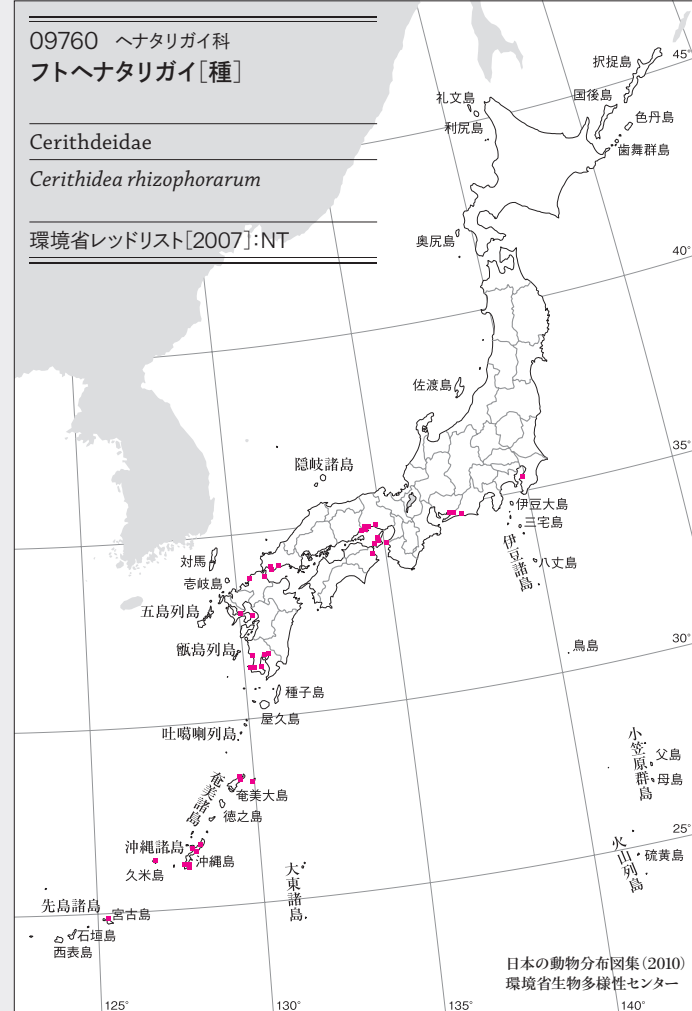 09760 ヘナタリガイ科
フトヘナタリガイ[種]
Cerithdeidae
Cerithidea rhizophorarum
環境省レッドリスト[2007]:NT
択捉島
45°
国後島
礼文島
色丹島
利尻島
歯舞群島
奥尻島
40°
佐渡島
35°
隠岐諸島
伊豆大島
三宅島
伊豆諸島
八丈島
対馬
壱岐島
五島列島
甑島列島
鳥島
30°
種子島
屋久島
吐噶喇列島
小笠原群島
父島
母島
奄美諸島
奄美大島
徳之島
25°
火山列島
硫黄島
沖縄諸島
沖縄島
久米島
大東諸島
先島諸島
宮古島
石垣島
西表島
日本の動物分布図集(2010)
環境省生物多様性センター
125°
130°
135°
140°